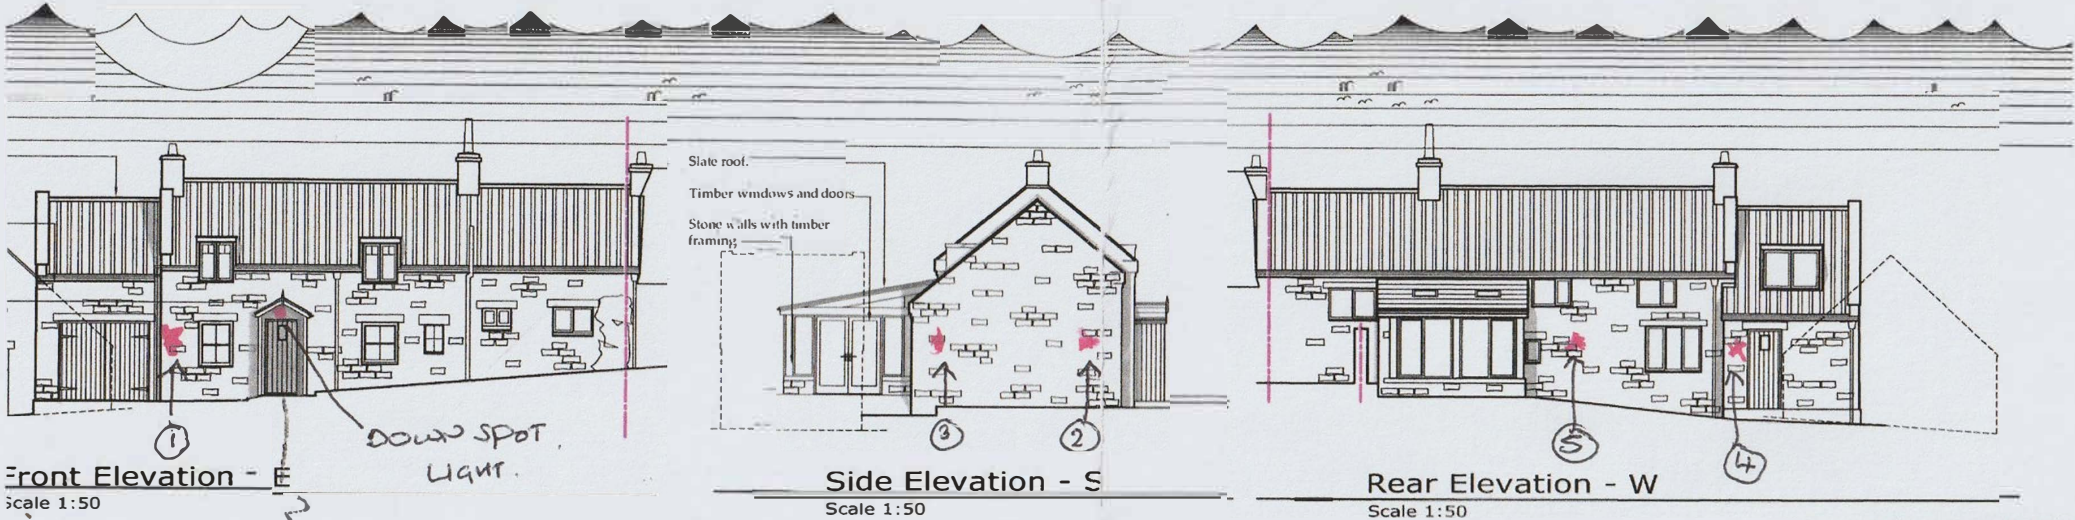 Slate roof.
Timber windows and doors
Stone walls with timber
framing
1
DOWN SPOT.
LIGHT.
3
2
5
4
Front Elevation - E
Scale 1:50
Side Elevation - S
Scale 1:50
Rear Elevation - W
Scale 1:50